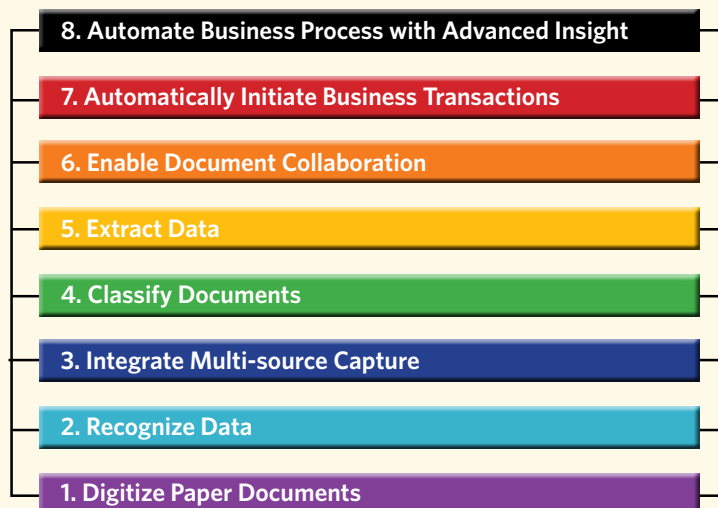 8. Automate Business Process with Advanced Insight
7. Automatically Initiate Business Transactions
6. Enable Document Collaboration
5. Extract Data
4. Classify Documents
3. Integrate Multi-source Capture
2. Recognize Data
1. Digitize Paper Documents